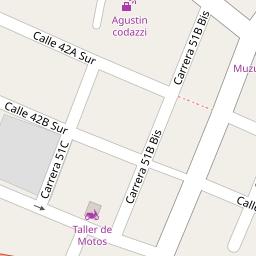 Agustin
codazzi
Calle 42A Sur
Carrera 51B Bis
Muzu
Calle 42B Sur
Carrera 51C
Carrera 51B Bis
Calle
Taller de
Motos